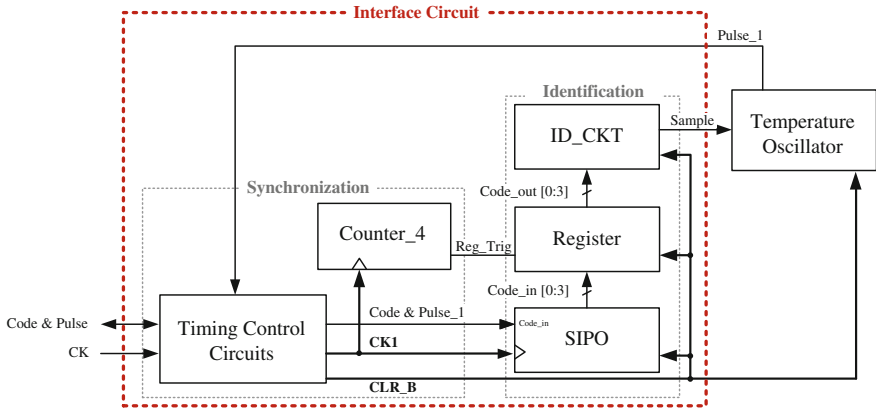 Interface Circuit
Pulse_1
Identification
ID_CKT
Sample
Temperature
Oscillator
Synchronization
Code_out [0:3]
Counter_4
Reg_Trig
Register
Code_in [0:3]
Code & Pulse
Timing Control
Circuits
Code & Pulse_1
Code_in
SIPO
CK
CK1
CLR_B